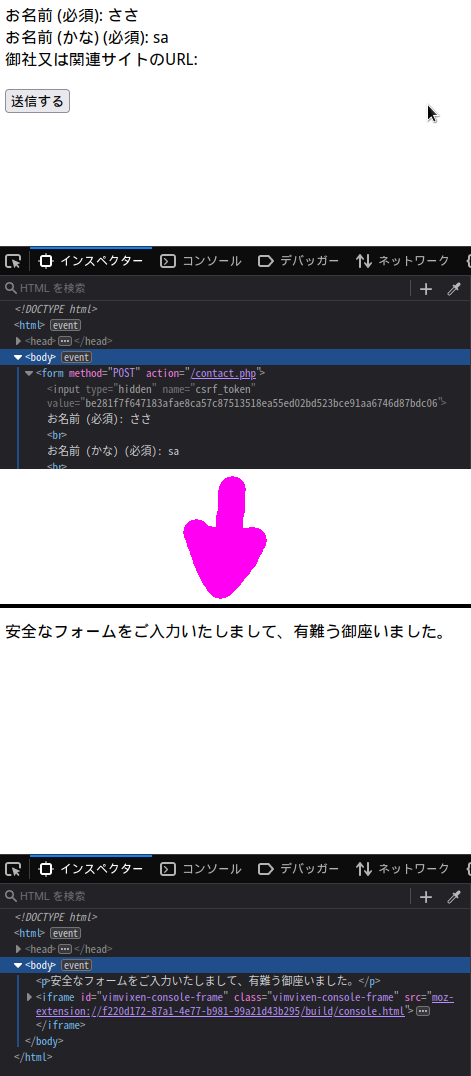 お名前 (必須): ささ
お名前 (かな) (必須): sa
御社又は関連サイトのURL:
送信する
インスペクター コンソール デバッガー ネットワーク
HTML を検索
<!DOCTYPE html>
<html> event
<head> </head>
<body> event
<form method="POST" action="/contact.php">
<input type="hidden" name="csrf_token"
value="be281f7f647183afae8ca57c87513518ea55ed02bd523bce91aa6746d87bdc06">
お名前 (必須): ささ
<br>
お名前 (かな) (必須): sa
<br>
安全なフォームをご入力いたしまして、有難う御座いました。
インスペクター コンソール デバッガー ネットワーク
HTML を検索
<!DOCTYPE html>
<html> event
<head> </head>
<body> event
<p>安全なフォームをご入力いたしまして、有難う御座いました。</p>
<iframe id="vimvixen-console-frame" class="vimvixen-console-frame" src="moz-
extension://f220d172-87a1-4e77-b981-99a21d43b295/build/console.html">
</iframe>
</body>
</html>